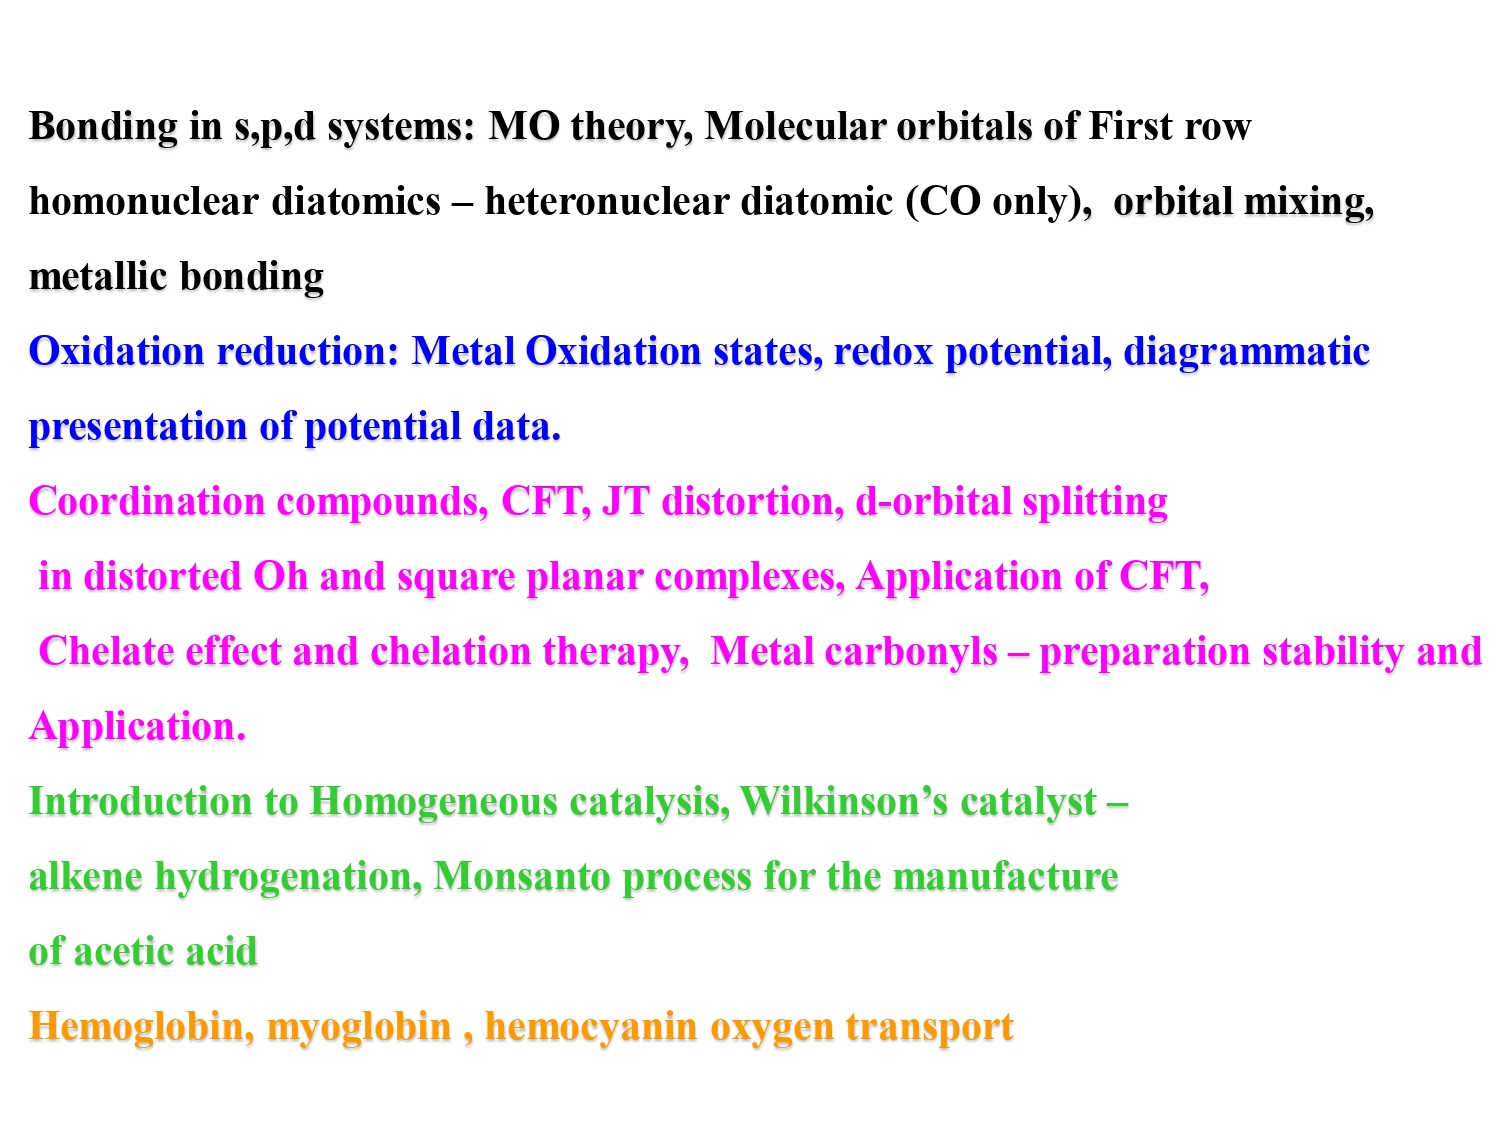 Bonding in s,p,d systems: MO theory, Molecular orbitals of First row
homonuclear diatomics – heteronuclear diatomic (CO only),  orbital mixing,
metallic bonding
Oxidation reduction: Metal Oxidation states, redox potential, diagrammatic
presentation of potential data.
Coordination compounds, CFT, JT distortion, d-orbital splitting
in distorted Oh and square planar complexes, Application of CFT,
Chelate effect and chelation therapy,  Metal carbonyls – preparation stability and
Application.
Introduction to Homogeneous catalysis, Wilkinson’s catalyst –
alkene hydrogenation, Monsanto process for the manufacture
of acetic acid
Hemoglobin, myoglobin , hemocyanin oxygen transport